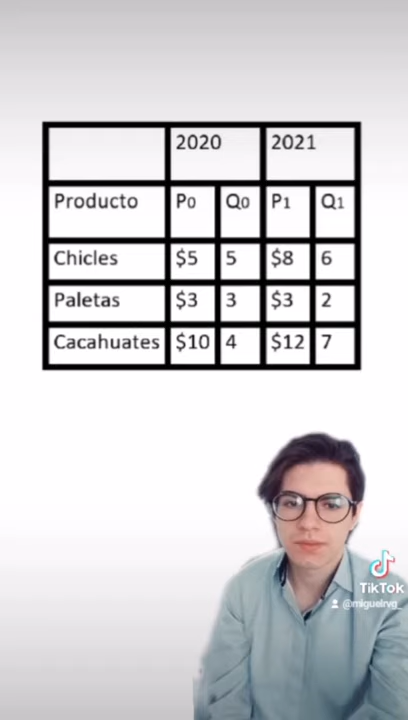 2020 2021
Producto P0 Q0 P1 Q1
Chicles $5 5 $8 6
Paletas $3 3 $3 2
Cacahuates $10 4 $12 7
TikTok
@miguelrvg_